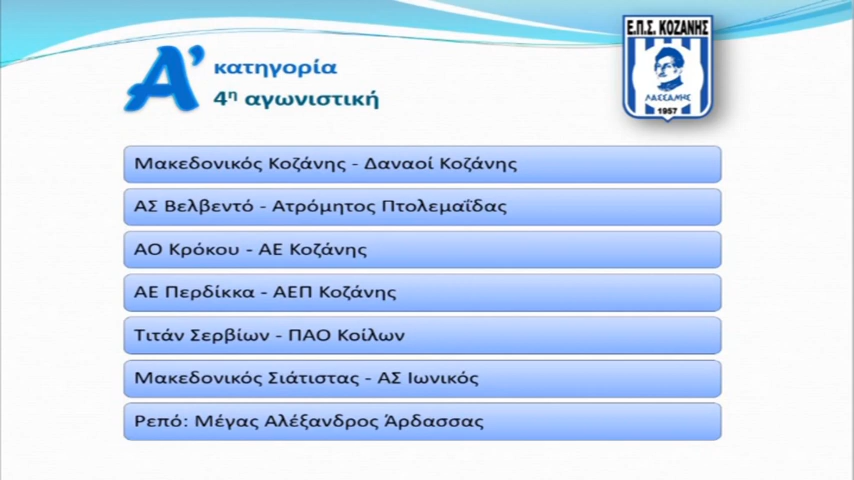 Ε.Π.Σ. ΚΟΖΑΝΗΣ
ΛΑΣΣΑΝΗΣ
1957
Α’ κατηγορία
4η αγωνιστική
Μακεδονικός Κοζάνης - Δαναοί Κοζάνης
ΑΣ Βελβεντό - Ατρόμητος Πτολεμαΐδας
ΑΟ Κρόκου - ΑΕ Κοζάνης
ΑΕ Περδίκκα - ΑΕΠ Κοζάνης
Τιτάν Σερβίων - ΠΑΟ Κοίλων
Μακεδονικός Σιάτιστας - ΑΣ Ιωνικός
Ρεπό: Μέγας Αλέξανδρος Άρδασσας